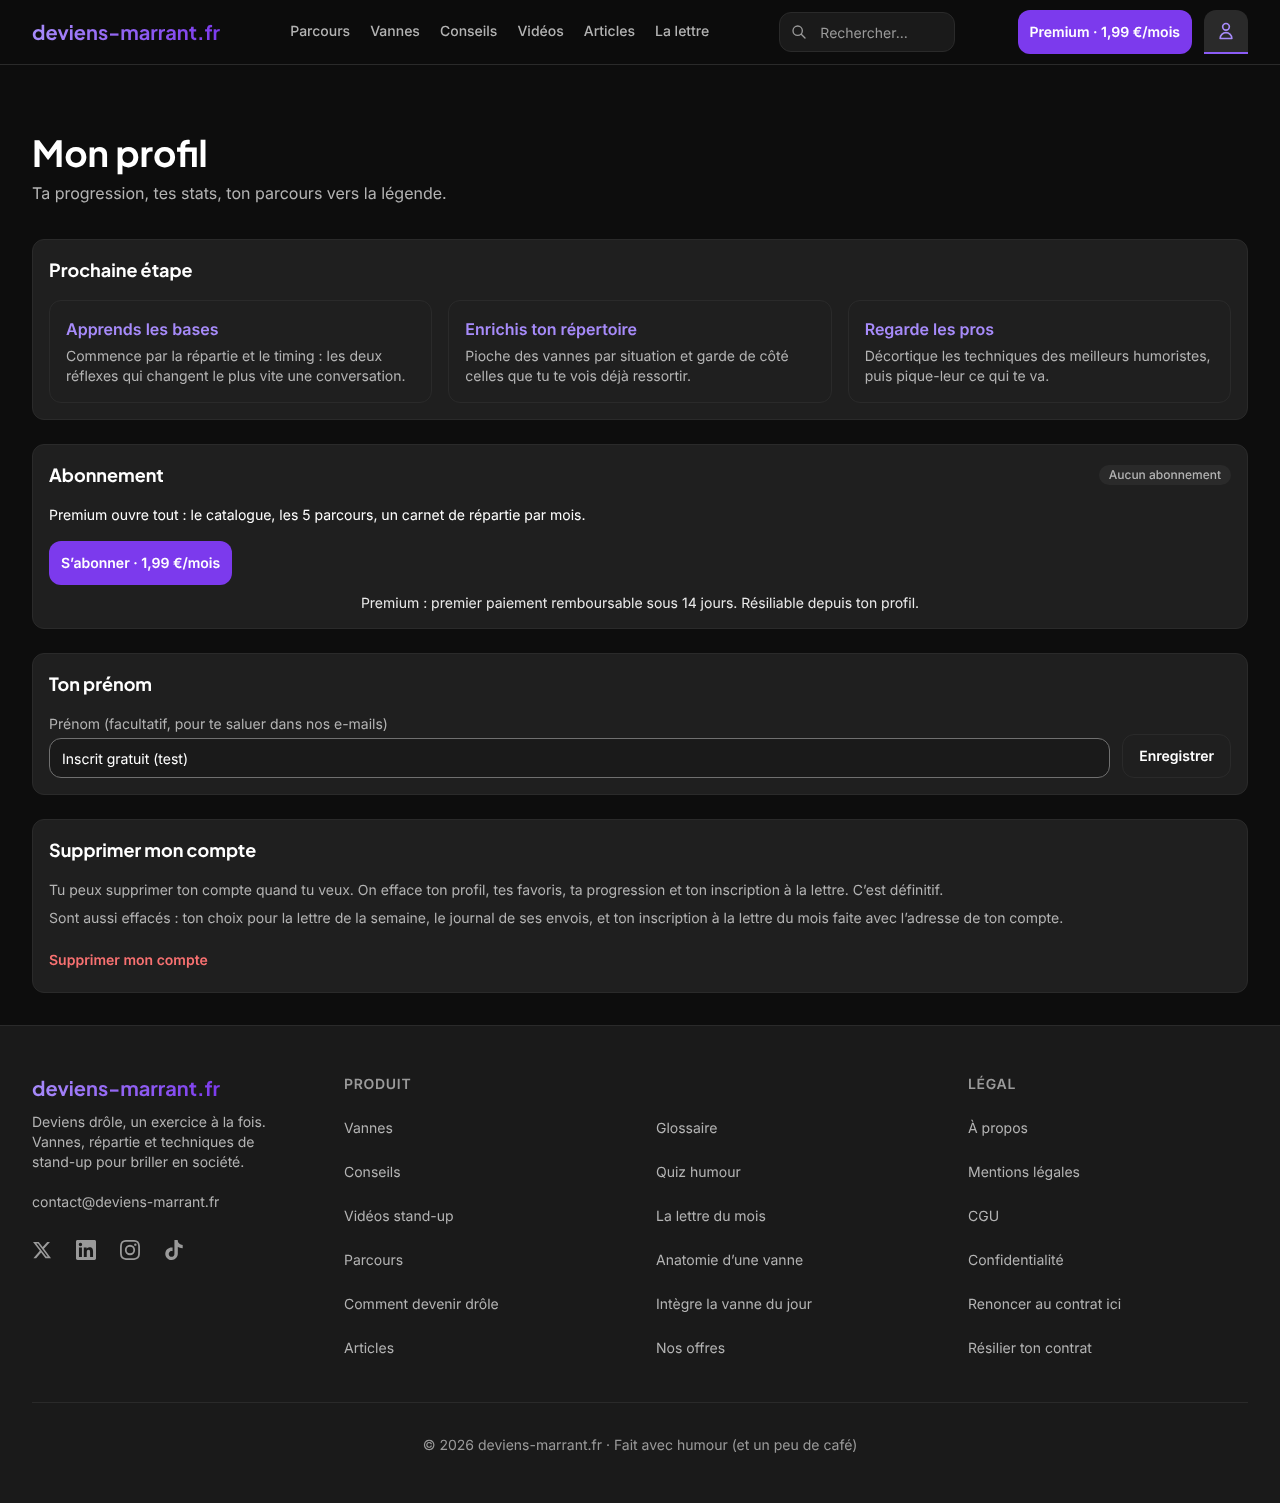 deviens-marrant.fr
Parcours
Vannes
Conseils
Vidéos
Articles
La lettre
Rechercher...
Premium · 1,99 €/mois
Mon profil
Ta progression, tes stats, ton parcours vers la légende.
Prochaine étape
Apprends les bases
Commence par la répartie et le timing : les deux
réflexes qui changent le plus vite une conversation.
Enrichis ton répertoire
Pioche des vannes par situation et garde de côté
celles que tu te vois déjà ressortir.
Regarde les pros
Décortique les techniques des meilleurs humoristes,
puis pique-leur ce qui te va.
Abonnement
Aucun abonnement
Premium ouvre tout : le catalogue, les 5 parcours, un carnet de répartie par mois.
S’abonner · 1,99 €/mois
Premium : premier paiement remboursable sous 14 jours. Résiliable depuis ton profil.
Ton prénom
Prénom (facultatif, pour te saluer dans nos e-mails)
Inscrit gratuit (test)
Enregistrer
Supprimer mon compte
Tu peux supprimer ton compte quand tu veux. On efface ton profil, tes favoris, ta progression et ton inscription à la lettre. C’est définitif.
Sont aussi effacés : ton choix pour la lettre de la semaine, le journal de ses envois, et ton inscription à la lettre du mois faite avec l’adresse de ton compte.
Supprimer mon compte
deviens-marrant.fr
Deviens drôle, un exercice à la fois.
Vannes, répartie et techniques de
stand-up pour briller en société.
contact@deviens-marrant.fr
PRODUIT
Vannes
Conseils
Vidéos stand-up
Parcours
Comment devenir drôle
Articles
Glossaire
Quiz humour
La lettre du mois
Anatomie d’une vanne
Intègre la vanne du jour
Nos offres
LÉGAL
À propos
Mentions légales
CGU
Confidentialité
Renoncer au contrat ici
Résilier ton contrat
© 2026 deviens-marrant.fr · Fait avec humour (et un peu de café)